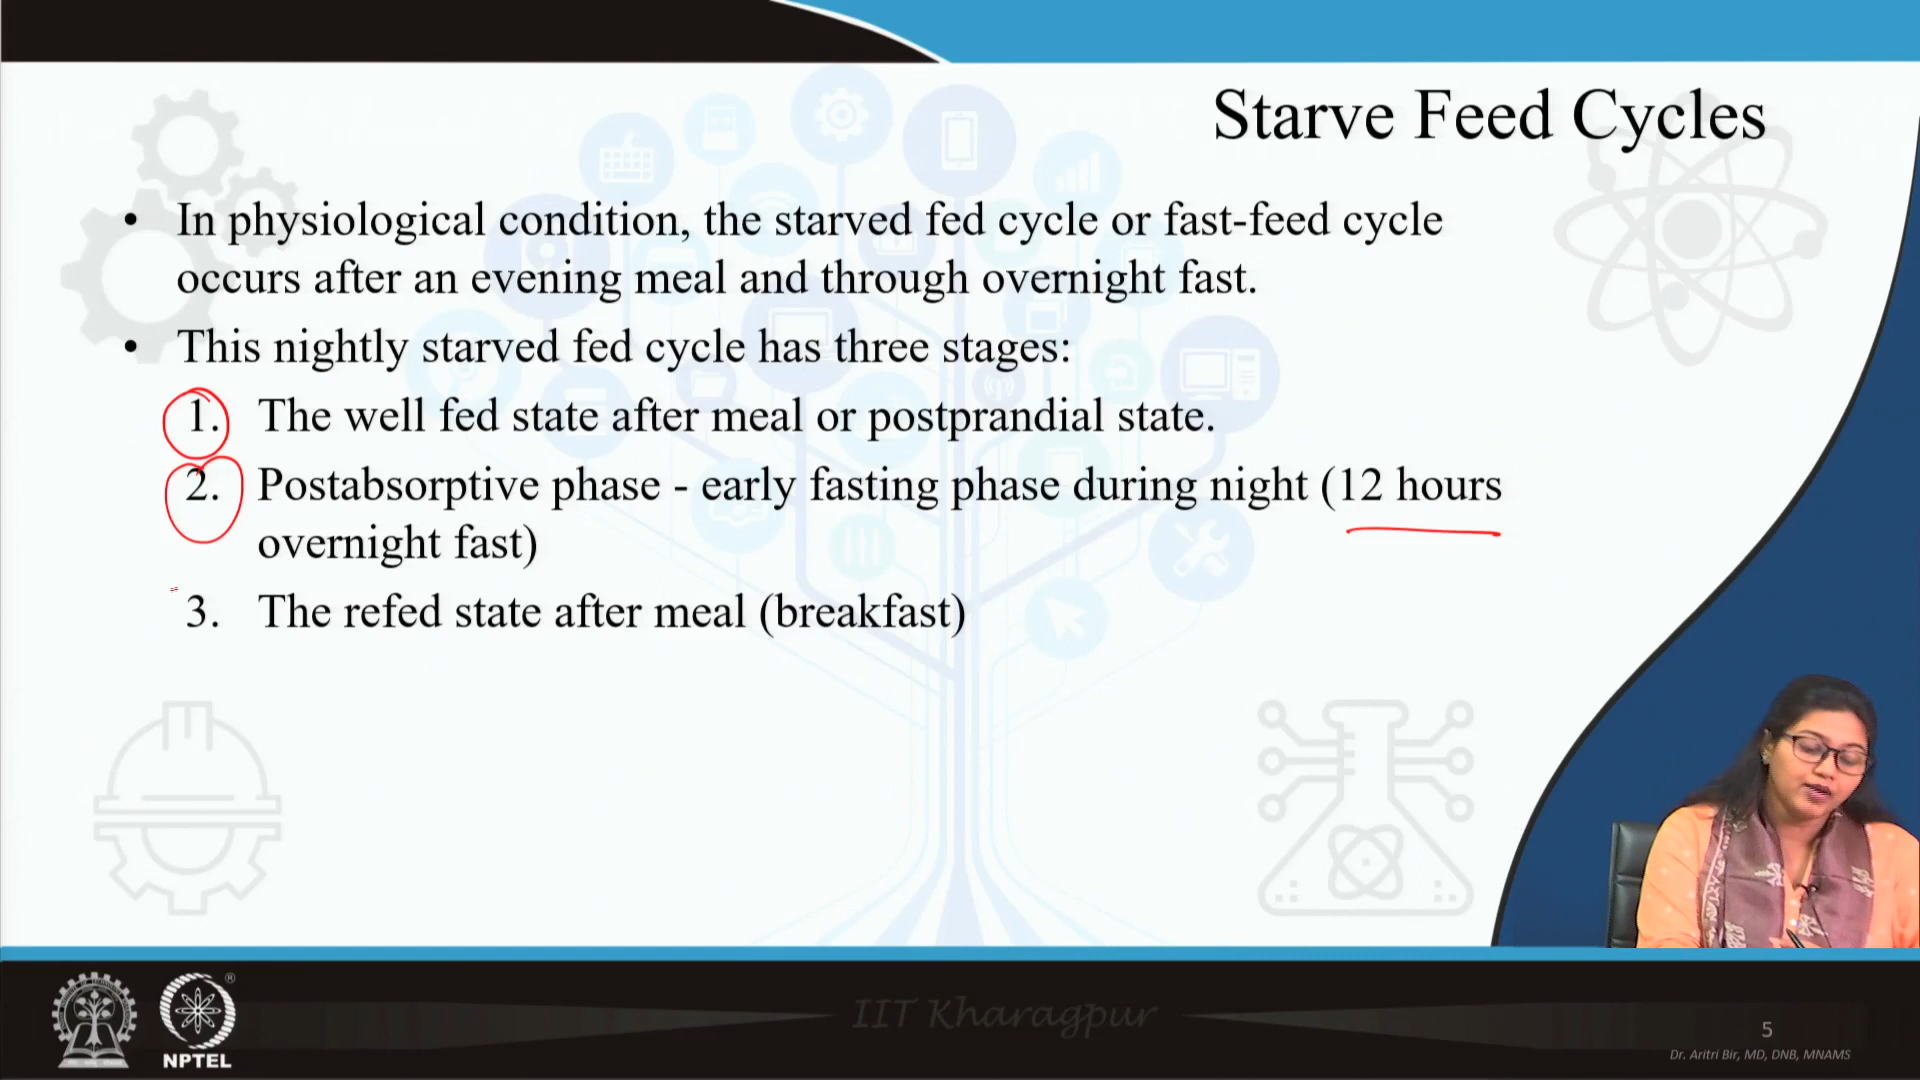 Starve Feed Cycles
• In physiological condition, the starved fed cycle or fast-feed cycle
occurs after an evening meal and through overnight fast.
• This nightly starved fed cycle has three stages:
1. The well fed state after meal or postprandial state.
2. Postabsorptive phase - early fasting phase during night (12 hours
overnight fast)
3. The refed state after meal (breakfast)
NPTEL
®
IIT Kharagpur
5
Dr. Aritri Bir, MD, DNB, MNAMS